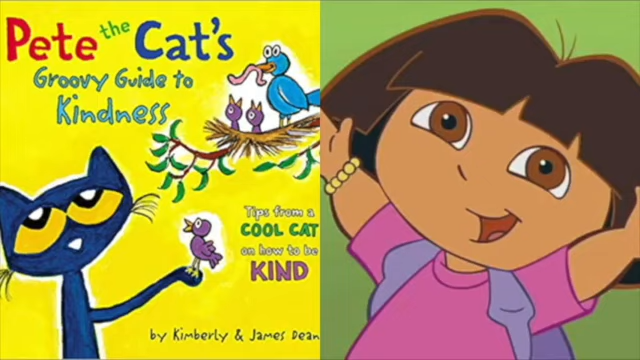 Pete the Cat's
Groovy Guide to
Kindness
Tips from a
COOL CAT
on how to be
KIND
by Kimberly & James Dean